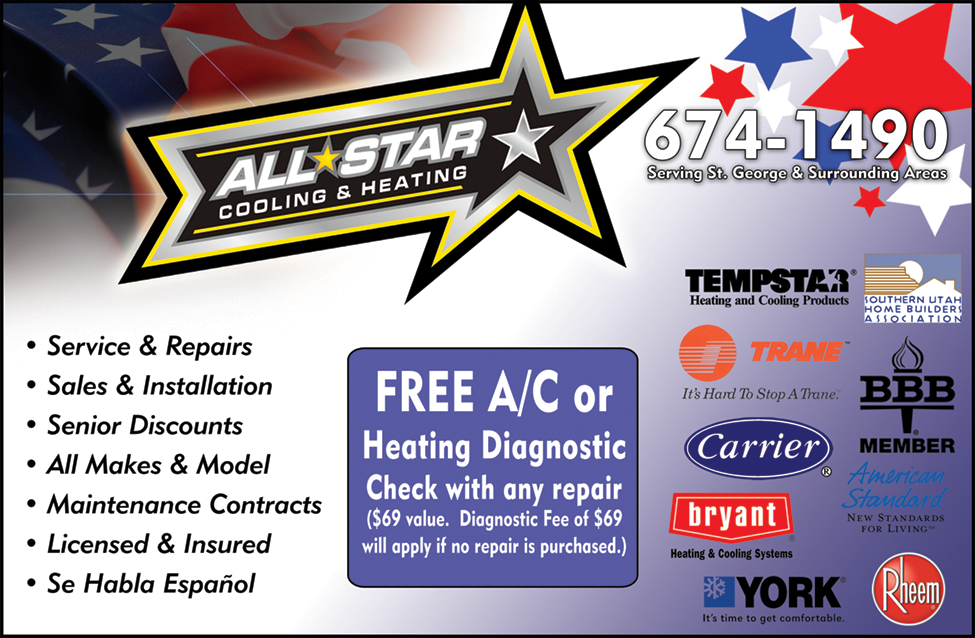 ALL★STAR
COOLING & HEATING
674-1490
Serving St. George & Surrounding Areas
• Service & Repairs
• Sales & Installation
• Senior Discounts
• All Makes & Model
• Maintenance Contracts
• Licensed & Insured
• Se Habla Español
FREE A/C or
Heating Diagnostic
Check with any repair
($69 value. Diagnostic Fee of $69
will apply if no repair is purchased.)
TEMPSTAR®
Heating and Cooling Products
SOUTHERN UTAH
HOME BUILDERS
ASSOCIATION
TRANE™
It's Hard To Stop A Trane.™
BBB
®
MEMBER
Carrier
®
American
Standard
NEW STANDARDS
FOR LIVING™
bryant
®
Heating & Cooling Systems
YORK®
It's time to get comfortable.
Rheem
®